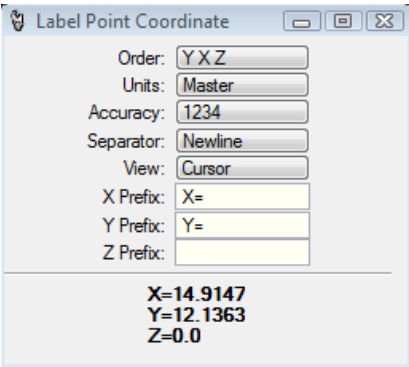 Label Point Coordinate
Order: Y X Z
Units: Master
Accuracy: 1234
Separator: Newline
View: Cursor
X Prefix: X=
Y Prefix: Y=
Z Prefix:
X=14.9147
Y=12.1363
Z=0.0